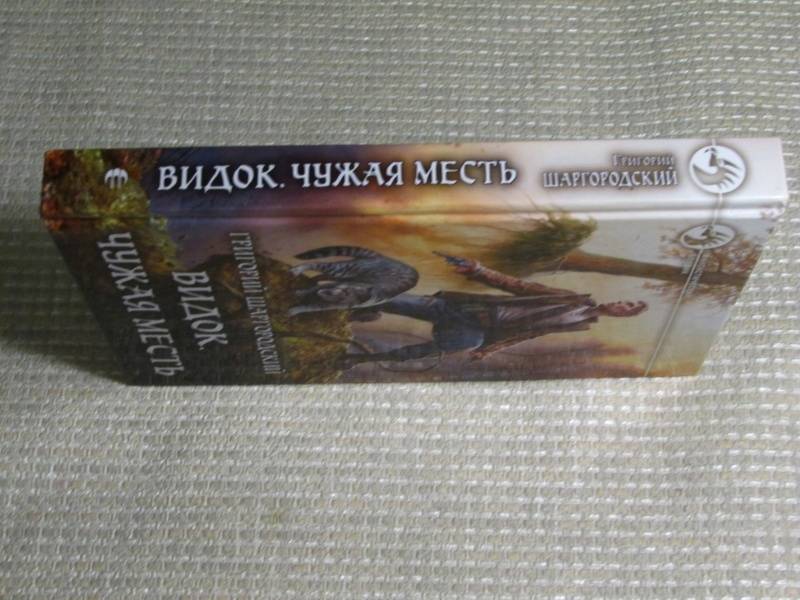 ВИДОК. ЧУЖАЯ МЕСТЬ
ГРИГОРИЙ
ШАРГОРОДСКИЙ
ГРИГОРИЙ ШАРГОРОДСКИЙ
ВИДОК.
ЧУЖАЯ МЕСТЬ